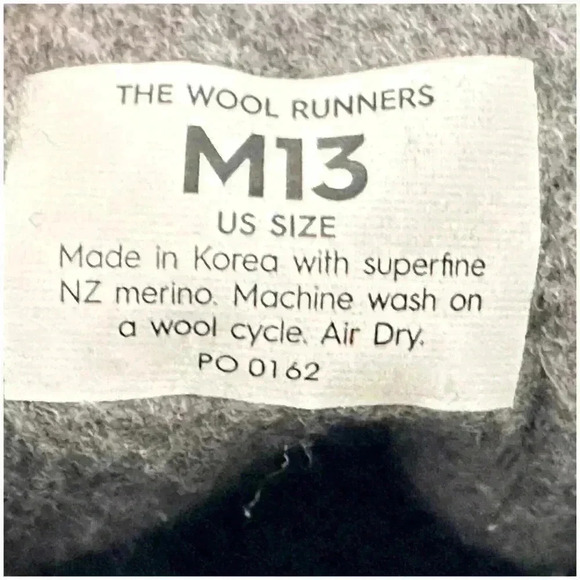 THE WOOL RUNNERS
M13
US SIZE
Made in Korea with superfine
NZ merino. Machine wash on
a wool cycle. Air Dry.
PO 0162